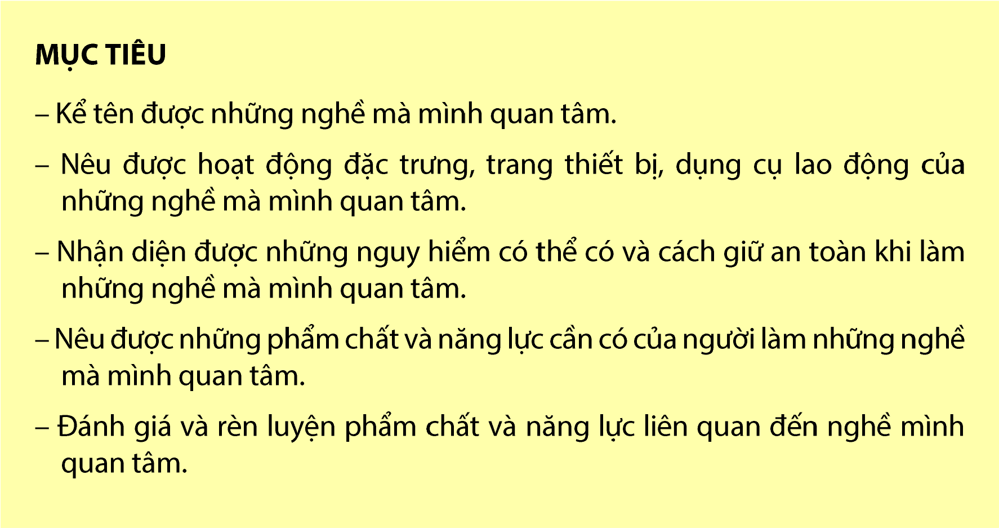 MỤC TIÊU
– Kể tên được những nghề mà mình quan tâm.
– Nêu được hoạt động đặc trưng, trang thiết bị, dụng cụ lao động của
những nghề mà mình quan tâm.
– Nhận diện được những nguy hiểm có thể có và cách giữ an toàn khi làm
những nghề mà mình quan tâm.
– Nêu được những phẩm chất và năng lực cần có của người làm những nghề
mà mình quan tâm.
– Đánh giá và rèn luyện phẩm chất và năng lực liên quan đến nghề mình
quan tâm.